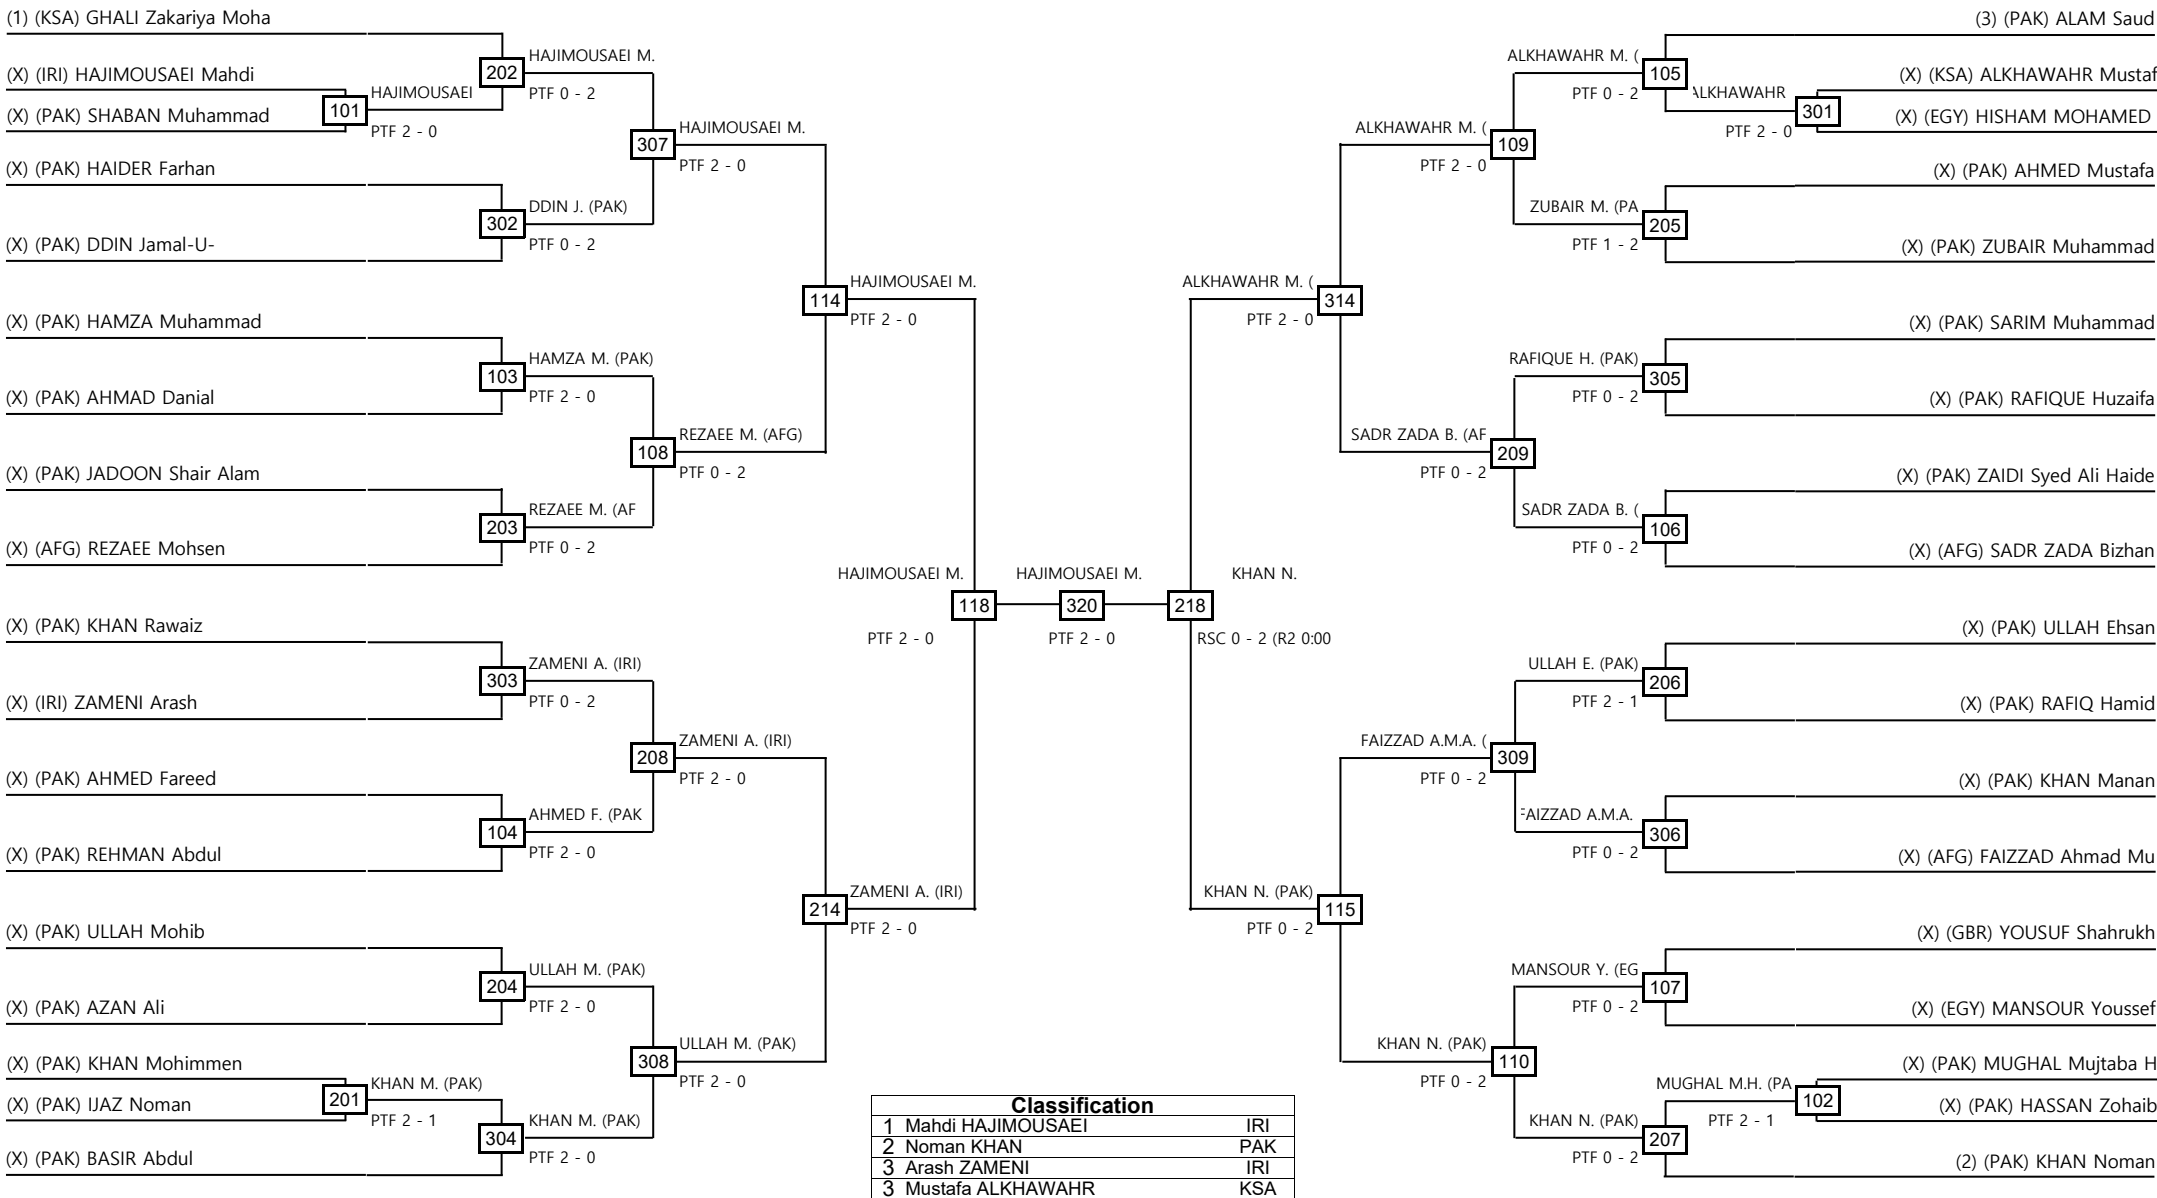 (1) (KSA) GHALI Zakariya Moha
(X) (IRI) HAJIMOUSAEI Mahdi
(X) (PAK) SHABAN Muhammad
(X) (PAK) HAIDER Farhan
(X) (PAK) DDIN Jamal-U-
(X) (PAK) HAMZA Muhammad
(X) (PAK) AHMAD Danial
(X) (PAK) JADOON Shair Alam
(X) (AFG) REZAEE Mohsen
(X) (PAK) KHAN Rawaiz
(X) (IRI) ZAMENI Arash
(X) (PAK) AHMED Fareed
(X) (PAK) REHMAN Abdul
(X) (PAK) ULLAH Mohib
(X) (PAK) AZAN Ali
(X) (PAK) KHAN Mohimmen
(X) (PAK) IJAZ Noman
(X) (PAK) BASIR Abdul
101
HAJIMOUSAEI
PTF 2 - 0
201
KHAN M. (PAK)
PTF 2 - 1
202
HAJIMOUSAEI M.
PTF 0 - 2
302
DDIN J. (PAK)
PTF 0 - 2
103
HAMZA M. (PAK)
PTF 2 - 0
203
REZAEE M. (AF
PTF 0 - 2
303
ZAMENI A. (IRI)
PTF 0 - 2
104
AHMED F. (PAK
PTF 2 - 0
204
ULLAH M. (PAK)
PTF 2 - 0
304
KHAN M. (PAK)
PTF 2 - 0
307
HAJIMOUSAEI M.
PTF 2 - 0
108
REZAEE M. (AFG)
PTF 0 - 2
208
ZAMENI A. (IRI)
PTF 2 - 0
308
ULLAH M. (PAK)
PTF 2 - 0
114
HAJIMOUSAEI M.
PTF 2 - 0
214
ZAMENI A. (IRI)
PTF 2 - 0
HAJIMOUSAEI M.
118
PTF 2 - 0
HAJIMOUSAEI M.
320
PTF 2 - 0
KHAN N.
218
RSC 0 - 2 (R2 0:00
ALKHAWAHR M. (
314
PTF 2 - 0
KHAN N. (PAK)
115
PTF 0 - 2
ALKHAWAHR M. (
109
PTF 2 - 0
SADR ZADA B. (AF
209
PTF 0 - 2
FAIZZAD A.M.A. (
309
PTF 0 - 2
KHAN N. (PAK)
110
PTF 0 - 2
ALKHAWAHR M. (
105
PTF 0 - 2
ZUBAIR M. (PA
205
PTF 1 - 2
RAFIQUE H. (PAK)
305
PTF 0 - 2
SADR ZADA B. (
106
PTF 0 - 2
ULLAH E. (PAK)
206
PTF 2 - 1
FAIZZAD A.M.A.
306
PTF 0 - 2
MANSOUR Y. (EG
107
PTF 0 - 2
KHAN N. (PAK)
207
PTF 0 - 2
ALKHAWAHR
301
PTF 2 - 0
MUGHAL M.H. (PA
102
PTF 2 - 1
(3) (PAK) ALAM Saud
(X) (KSA) ALKHAWAHR Mustaf
(X) (EGY) HISHAM MOHAMED
(X) (PAK) AHMED Mustafa
(X) (PAK) ZUBAIR Muhammad
(X) (PAK) SARIM Muhammad
(X) (PAK) RAFIQUE Huzaifa
(X) (PAK) ZAIDI Syed Ali Haide
(X) (AFG) SADR ZADA Bizhan
(X) (PAK) ULLAH Ehsan
(X) (PAK) RAFIQ Hamid
(X) (PAK) KHAN Manan
(X) (AFG) FAIZZAD Ahmad Mu
(X) (GBR) YOUSUF Shahrukh
(X) (EGY) MANSOUR Youssef
(X) (PAK) MUGHAL Mujtaba H
(X) (PAK) HASSAN Zohaib
(2) (PAK) KHAN Noman
Classification
1 Mahdi HAJIMOUSAEI IRI
2 Noman KHAN PAK
3 Arash ZAMENI IRI
3 Mustafa ALKHAWAHR KSA